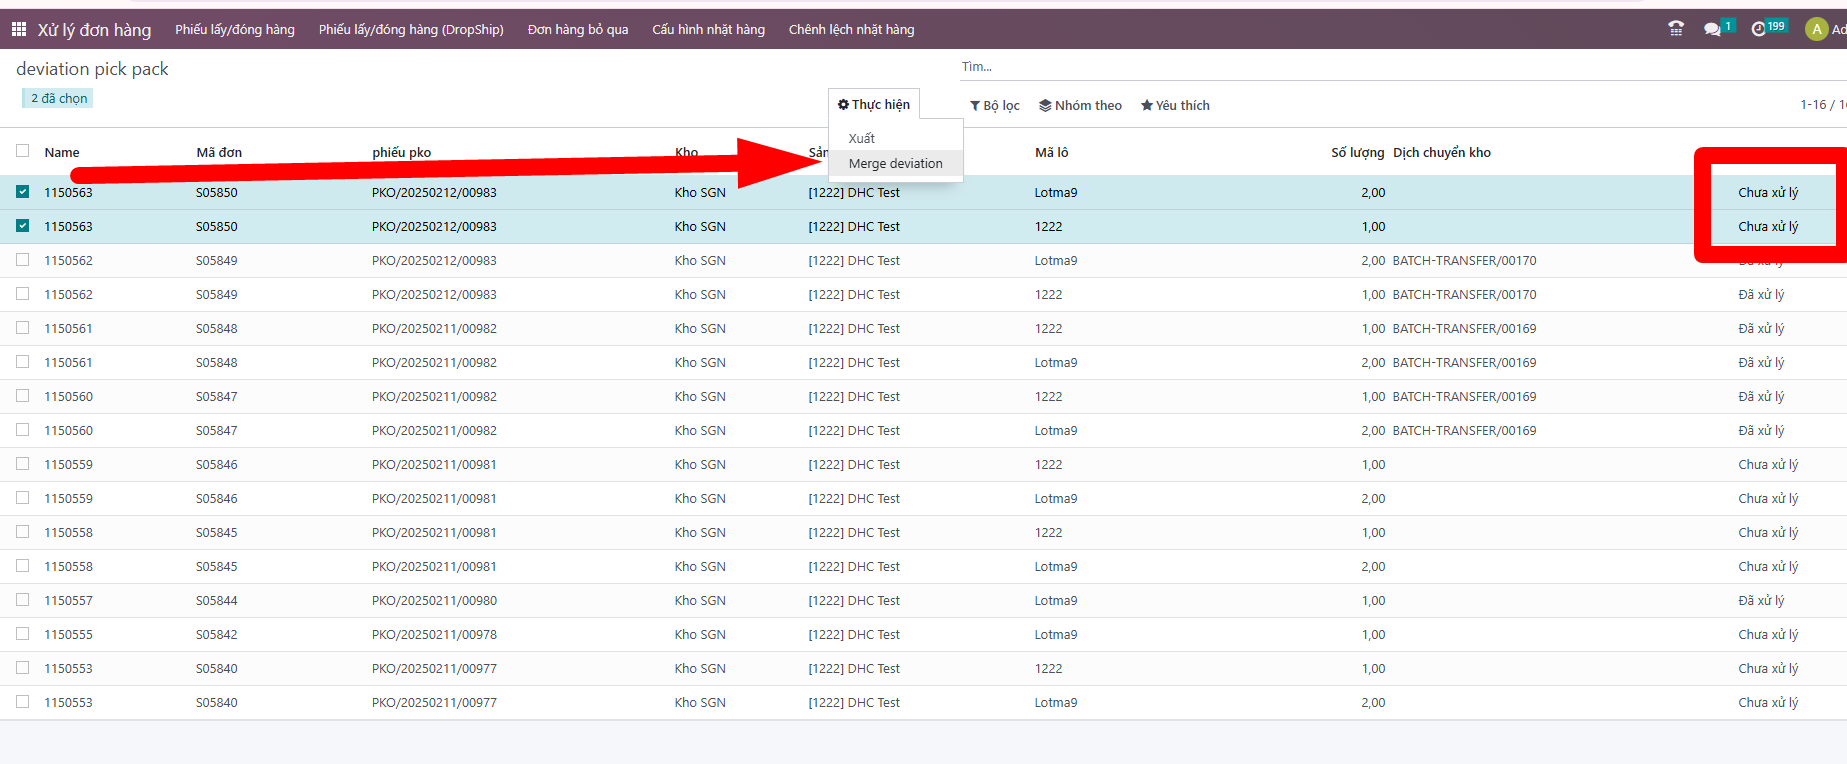 Xử lý đơn hàng Phiếu lấy/đóng hàng Phiếu lấy/đóng hàng (DropShip) Đơn hàng bỏ qua Cấu hình nhặt hàng Chênh lệch nhặt hàng 1 199 A
deviation pick pack Tìm...
2 đã chọn
Thực hiện Bộ lọc Nhóm theo Yêu thích 1-16 /
Xuất
Merge deviation
Name Mã đơn phiếu pko Kho Mã lô Số lượng Dịch chuyển kho
1150563 S05850 PKO/20250212/00983 Kho SGN [1222] DHC Test Lotma9 2,00 Chưa xử lý
1150563 S05850 PKO/20250212/00983 Kho SGN [1222] DHC Test 1222 1,00 Chưa xử lý
1150562 S05849 PKO/20250212/00983 Kho SGN [1222] DHC Test Lotma9 2,00 BATCH-TRANSFER/00170 Đã xử lý
1150562 S05849 PKO/20250212/00983 Kho SGN [1222] DHC Test 1222 1,00 BATCH-TRANSFER/00170 Đã xử lý
1150561 S05848 PKO/20250211/00982 Kho SGN [1222] DHC Test 1222 1,00 BATCH-TRANSFER/00169 Đã xử lý
1150561 S05848 PKO/20250211/00982 Kho SGN [1222] DHC Test Lotma9 2,00 BATCH-TRANSFER/00169 Đã xử lý
1150560 S05847 PKO/20250211/00982 Kho SGN [1222] DHC Test 1222 1,00 BATCH-TRANSFER/00169 Đã xử lý
1150560 S05847 PKO/20250211/00982 Kho SGN [1222] DHC Test Lotma9 2,00 BATCH-TRANSFER/00169 Đã xử lý
1150559 S05846 PKO/20250211/00981 Kho SGN [1222] DHC Test 1222 1,00 Chưa xử lý
1150559 S05846 PKO/20250211/00981 Kho SGN [1222] DHC Test Lotma9 2,00 Chưa xử lý
1150558 S05845 PKO/20250211/00981 Kho SGN [1222] DHC Test 1222 1,00 Chưa xử lý
1150558 S05845 PKO/20250211/00981 Kho SGN [1222] DHC Test Lotma9 2,00 Chưa xử lý
1150557 S05844 PKO/20250211/00980 Kho SGN [1222] DHC Test Lotma9 1,00 Đã xử lý
1150555 S05842 PKO/20250211/00978 Kho SGN [1222] DHC Test Lotma9 1,00 Chưa xử lý
1150553 S05840 PKO/20250211/00977 Kho SGN [1222] DHC Test 1222 1,00 Chưa xử lý
1150553 S05840 PKO/20250211/00977 Kho SGN [1222] DHC Test Lotma9 2,00 Chưa xử lý